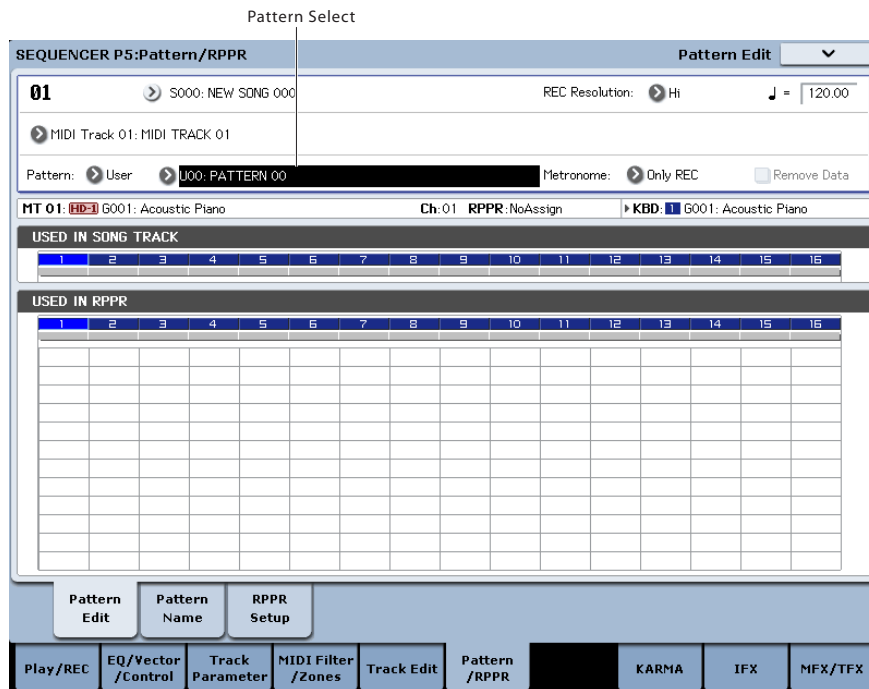 Pattern Select
SEQUENCER P5:Pattern/RPPR Pattern Edit
01 S000: NEW SONG 000 REC Resolution: Hi ♩ = 120.00
MIDI Track 01: MIDI TRACK 01
Pattern: User U00: PATTERN 00 Metronome: Only REC Remove Data
MT 01: HD-1 G001: Acoustic Piano Ch:01 RPPR:NoAssign KBD: 1 G001: Acoustic Piano
USED IN SONG TRACK
1 2 3 4 5 6 7 8 9 10 11 12 13 14 15 16
USED IN RPPR
1 2 3 4 5 6 7 8 9 10 11 12 13 14 15 16
Pattern Edit Pattern Name RPPR Setup
Play/REC EQ/Vector /Control Track Parameter MIDI Filter /Zones Track Edit Pattern /RPPR KARMA IFX MFX/TFX